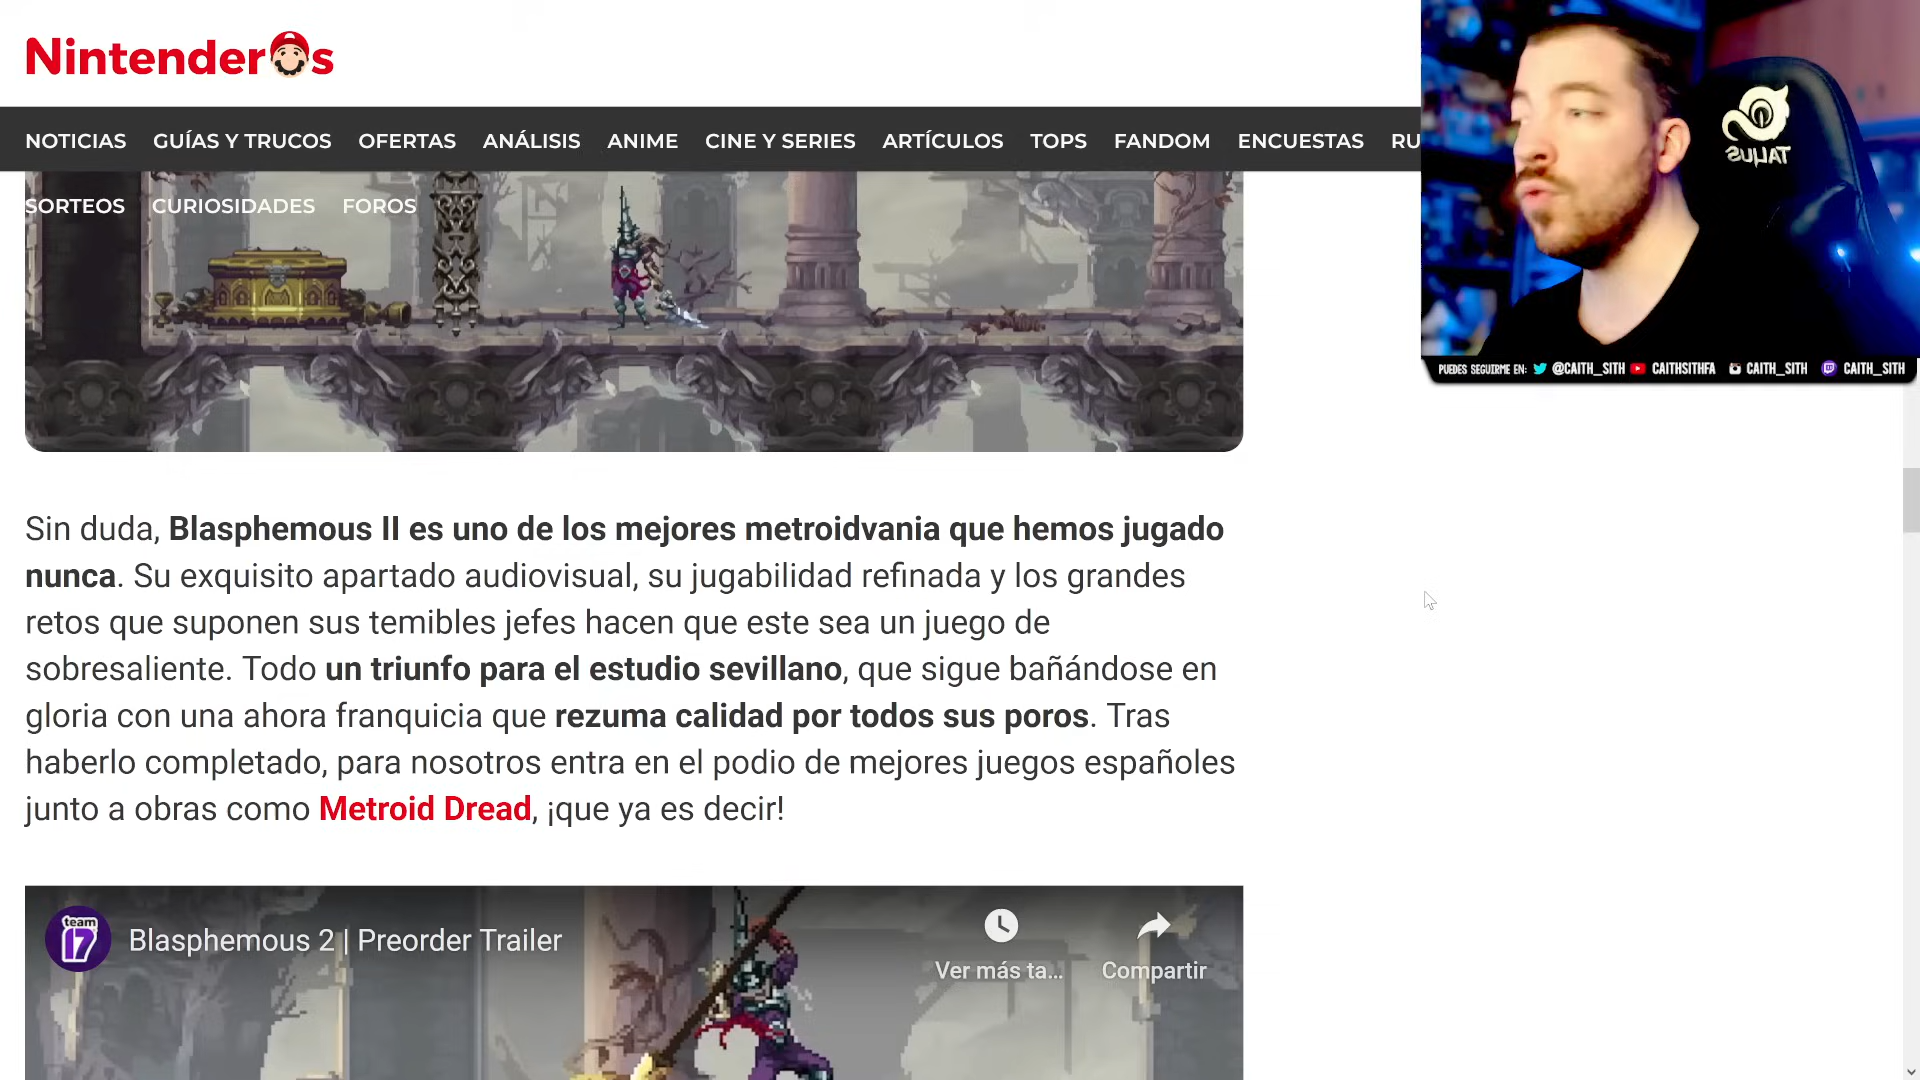 Nintenderos
NOTICIAS GUÍAS Y TRUCOS OFERTAS ANÁLISIS ANIME CINE Y SERIES ARTÍCULOS TOPS FANDOM ENCUESTAS RU
SORTEOS CURIOSIDADES FOROS
TALIUS
PUEDES SEGUIRME EN: @CAITH_SITH CAITHSITHFA CAITH_SITH CAITH_SITH
Sin duda, Blasphemous II es uno de los mejores metroidvania que hemos jugado
nunca. Su exquisito apartado audiovisual, su jugabilidad refinada y los grandes
retos que suponen sus temibles jefes hacen que este sea un juego de
sobresaliente. Todo un triunfo para el estudio sevillano, que sigue bañándose en
gloria con una ahora franquicia que rezuma calidad por todos sus poros. Tras
haberlo completado, para nosotros entra en el podio de mejores juegos españoles
junto a obras como Metroid Dread, ¡que ya es decir!
team
17
Blasphemous 2 | Preorder Trailer
Ver más ta...
Compartir